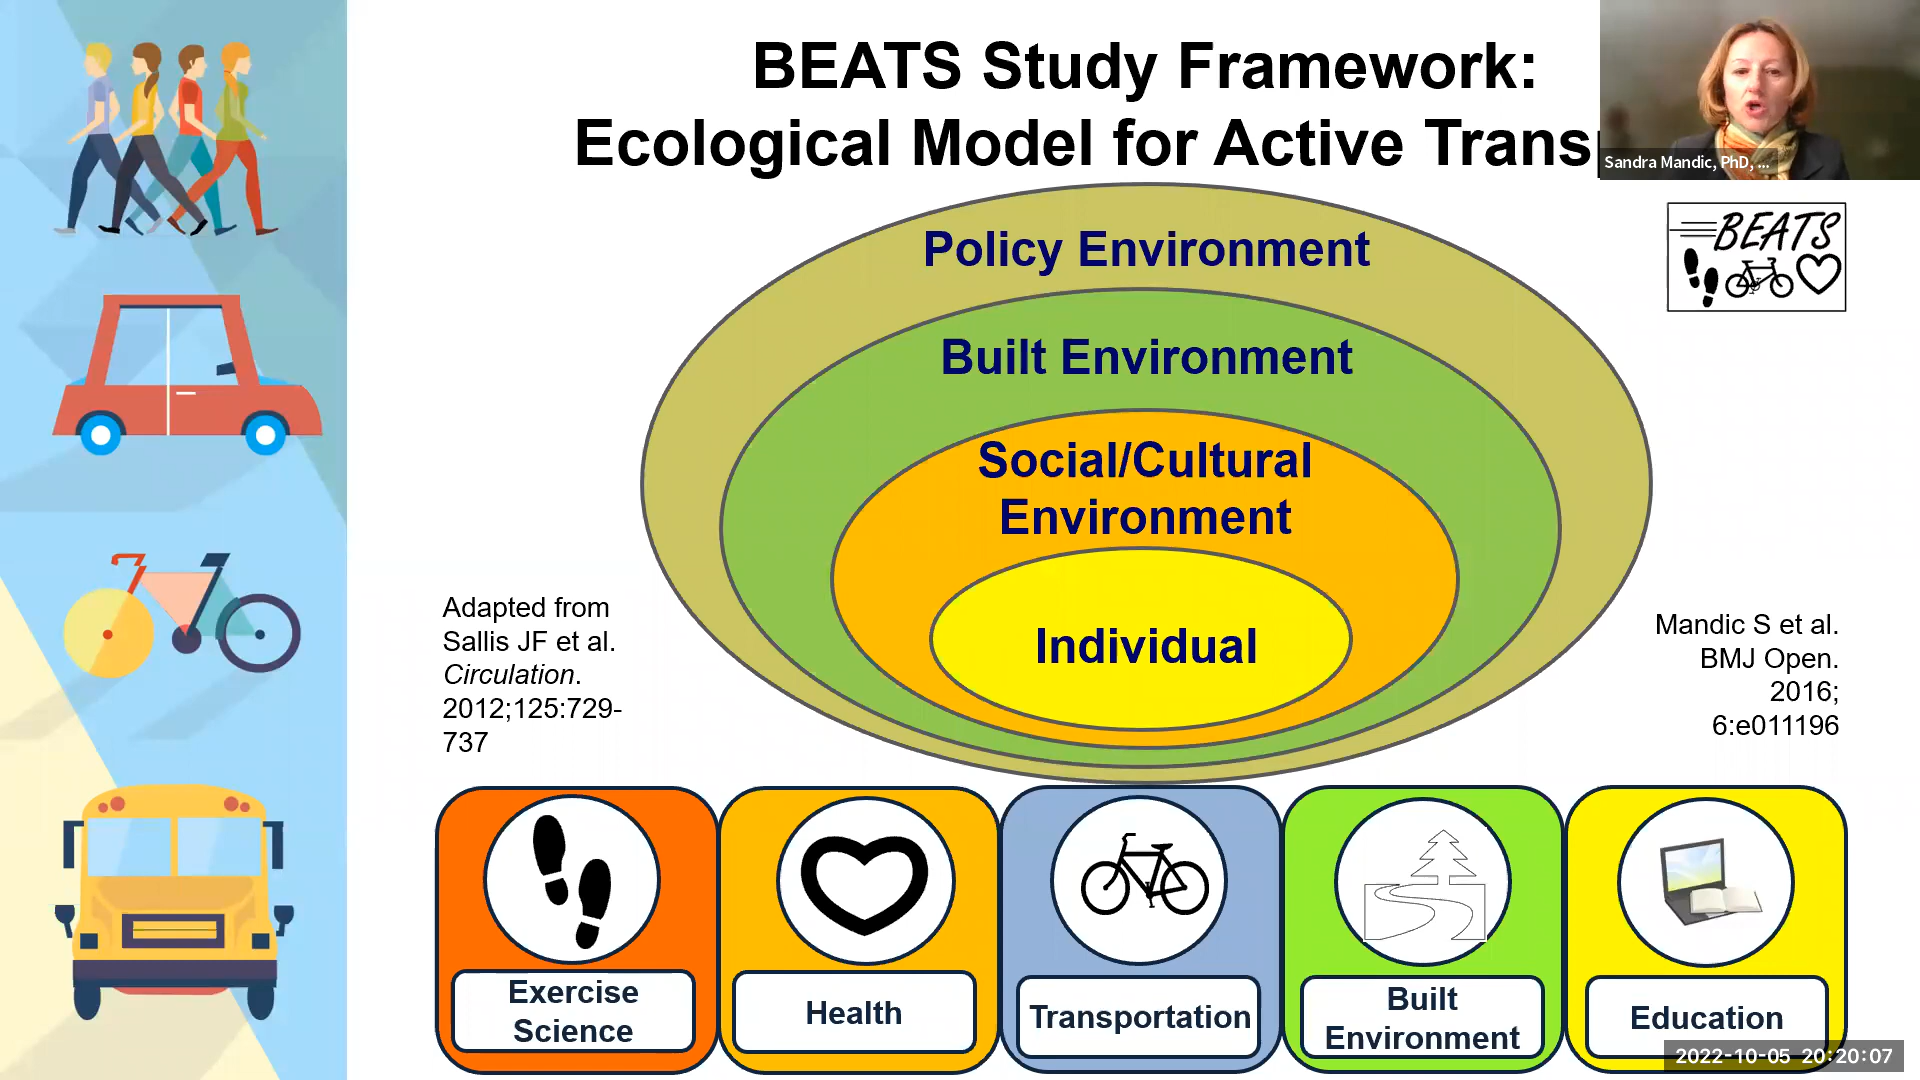 BEATS Study Framework:
Ecological Model for Active Trans
Sandra Mandic, PhD, ...
BEATS
Policy Environment
Built Environment
Social/Cultural
Environment
Individual
Adapted from
Sallis JF et al.
Circulation.
2012;125:729-
737
Mandic S et al.
BMJ Open.
2016;
6:e011196
Exercise
Science
Health
Transportation
Built
Environment
Education
2022-10-05 20:20:07